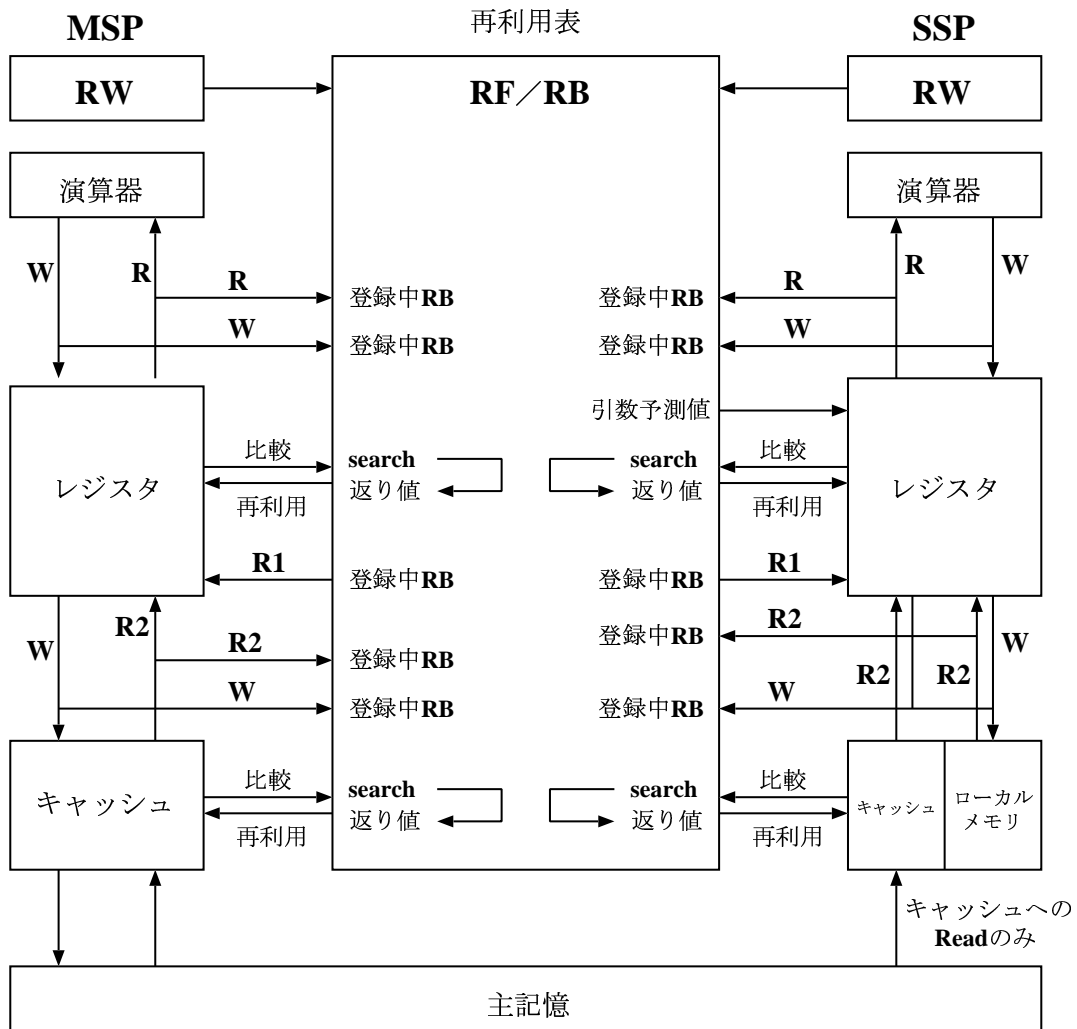 MSP
再利用表
SSP
RW
RF／RB
RW
演算器
演算器
W
R
R
W
R
登録中RB
登録中RB
R
W
登録中RB
登録中RB
W
引数予測値
レジスタ
比較
再利用
search
返り値
search
返り値
比較
再利用
レジスタ
R1
登録中RB
登録中RB
R1
W
R2
R2
登録中RB
登録中RB
R2
R2
R2
W
W
登録中RB
登録中RB
W
キャッシュ
比較
再利用
search
返り値
search
返り値
比較
再利用
キャッシュ
ローカル
メモリ
キャッシュへの
Readのみ
主記憶